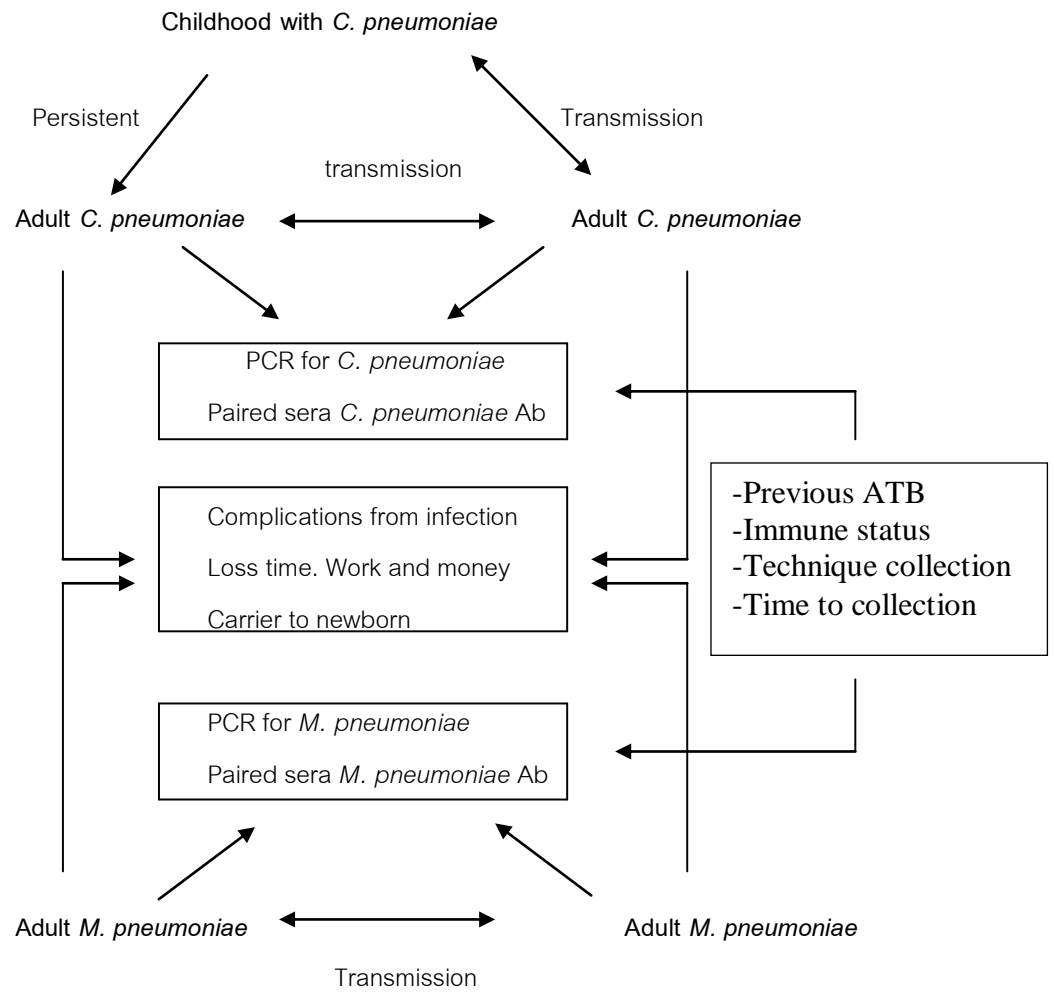 Childhood with C. pneumoniae
Persistent
Transmission
transmission
Adult C. pneumoniae
Adult C. pneumoniae
PCR for C. pneumoniae
Paired sera C. pneumoniae Ab
-Previous ATB
-Immune status
-Technique collection
-Time to collection
Complications from infection
Loss time. Work and money
Carrier to newborn
PCR for M. pneumoniae
Paired sera M. pneumoniae Ab
Adult M. pneumoniae
Adult M. pneumoniae
Transmission